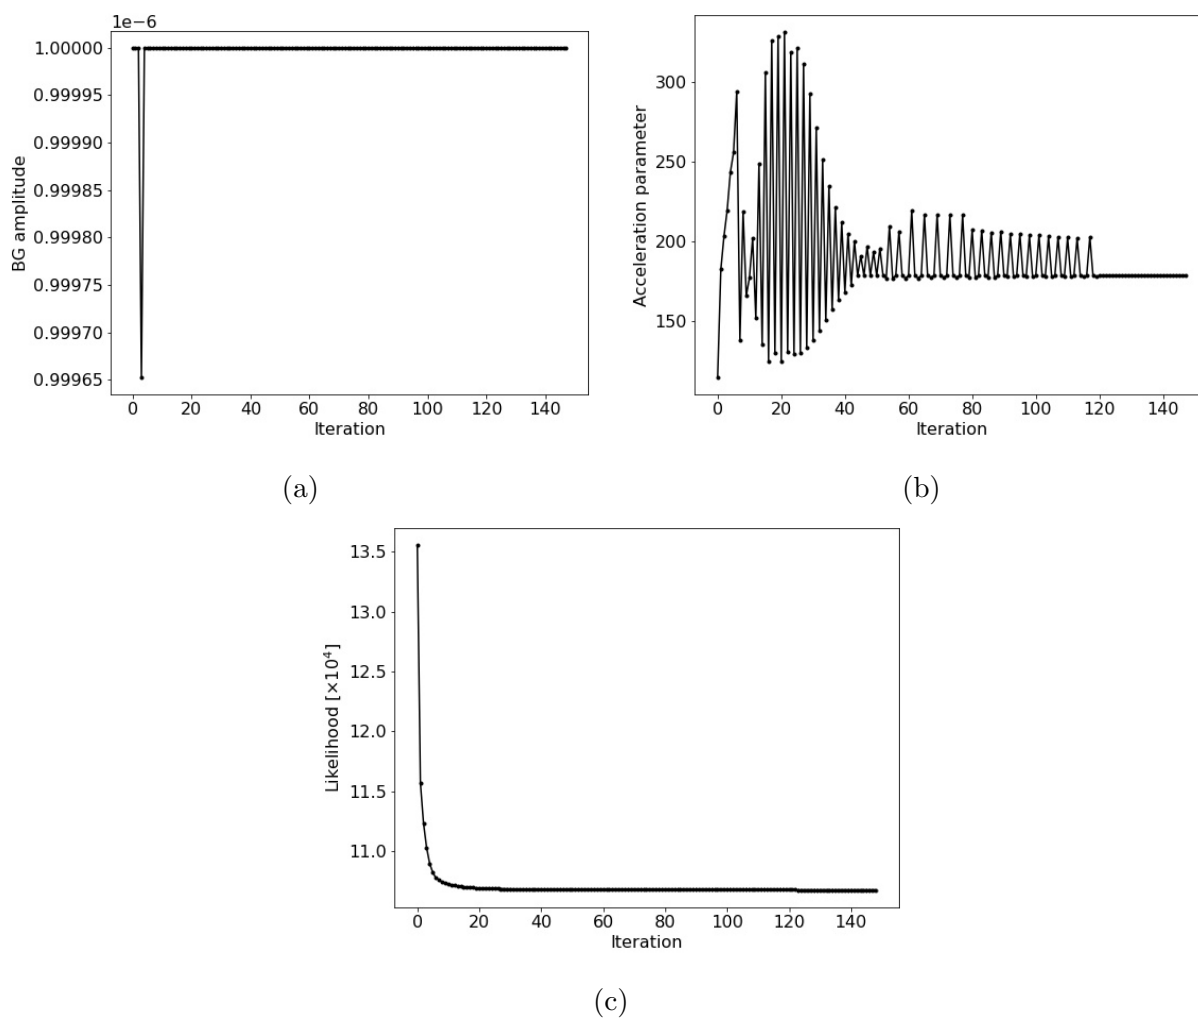 1e−6
1.00000
0.99995
0.99990
0.99985
0.99980
0.99975
0.99970
0.99965
BG amplitude
0 20 40 60 80 100 120 140
Iteration
(a)
300
250
200
150
Acceleration parameter
0 20 40 60 80 100 120 140
Iteration
(b)
13.5
13.0
12.5
12.0
11.5
11.0
Likelihood [×10⁴]
0 20 40 60 80 100 120 140
Iteration
(c)